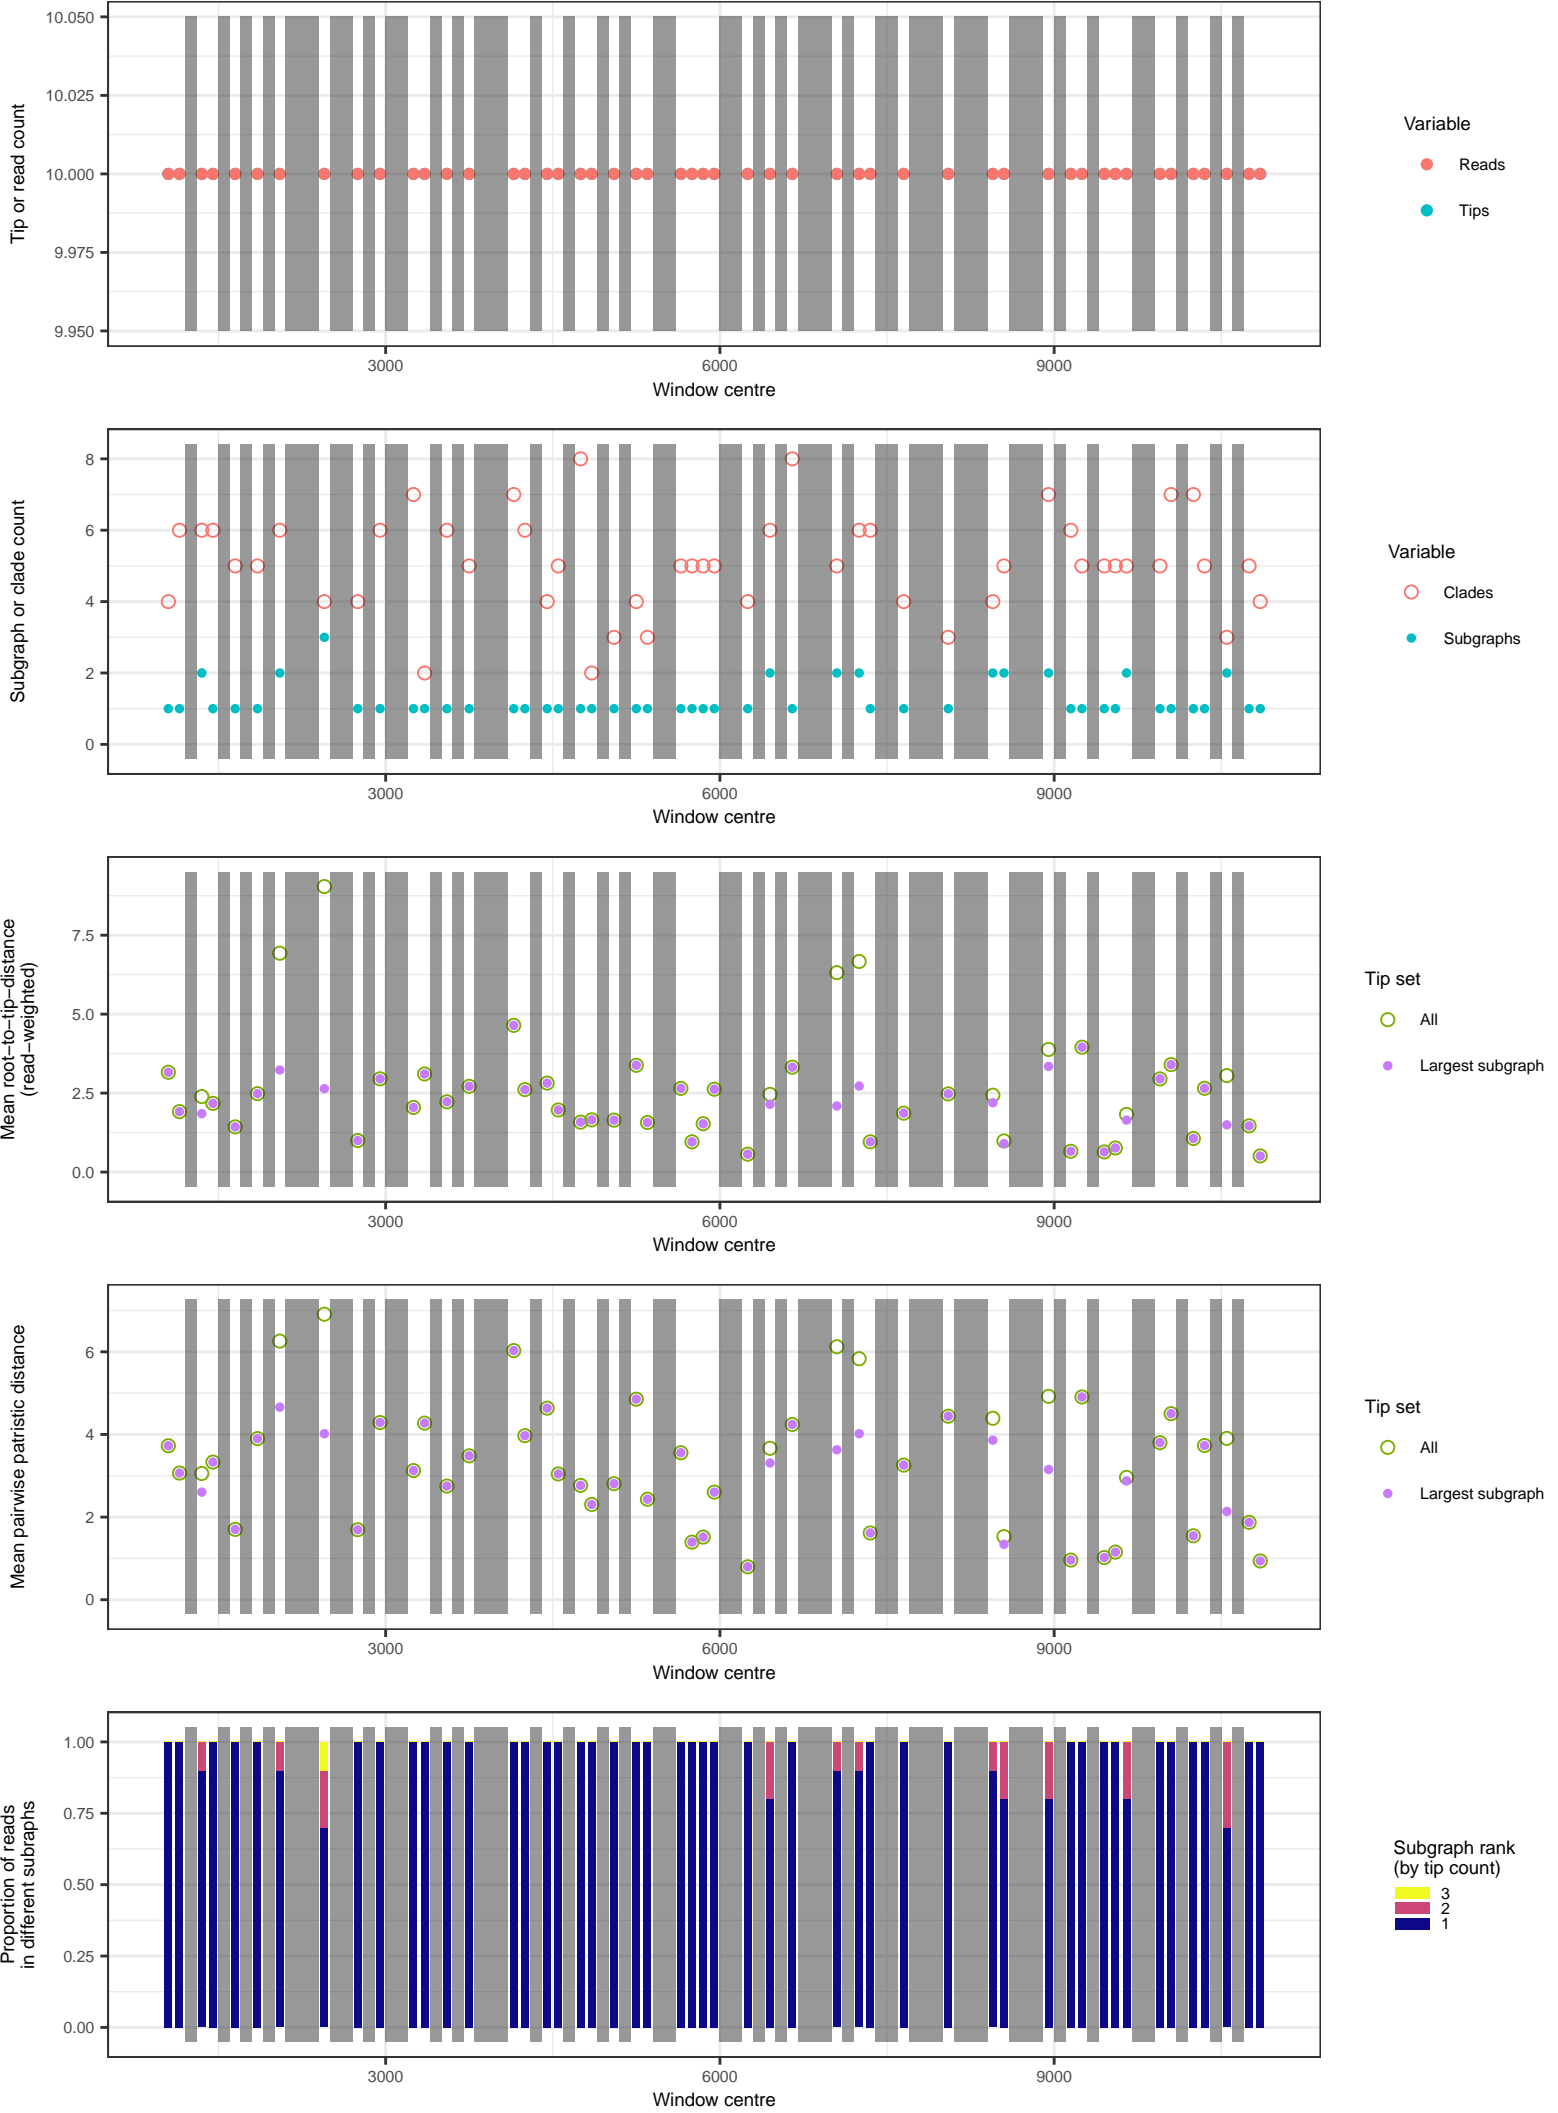 10.050
10.025
10.000
9.975
9.950
Tip or read count
3000 6000 9000
Window centre
Variable
Reads
Tips
8
6
4
2
0
Subgraph or clade count
3000 6000 9000
Window centre
Variable
Clades
Subgraphs
7.5
5.0
2.5
0.0
Mean root−to−tip−distance
(read−weighted)
3000 6000 9000
Window centre
Tip set
All
Largest subgraph
6
4
2
0
Mean pairwise patristic distance
3000 6000 9000
Window centre
Tip set
All
Largest subgraph
1.00
0.75
0.50
0.25
0.00
Proportion of reads
in different subraphs
3000 6000 9000
Window centre
Subgraph rank
(by tip count)
3
2
1